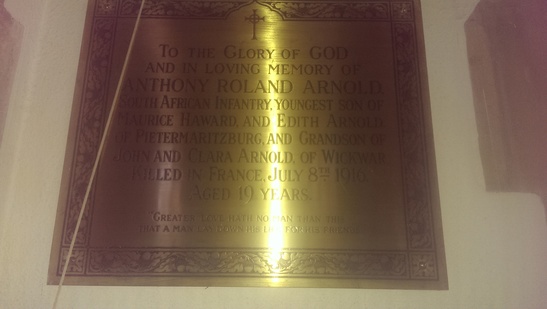 To the Glory of GOD
and in loving memory of
Anthony Roland Arnold,
South African Infantry, youngest son of
Maurice Haward, and Edith Arnold,
of Pietermaritzburg, and Grandson of
John and Clara Arnold, of Wickwar
Killed in France, July 8th 1916.
Aged 19 years.
"Greater love hath no man than this
that a man lay down his life for his friends."